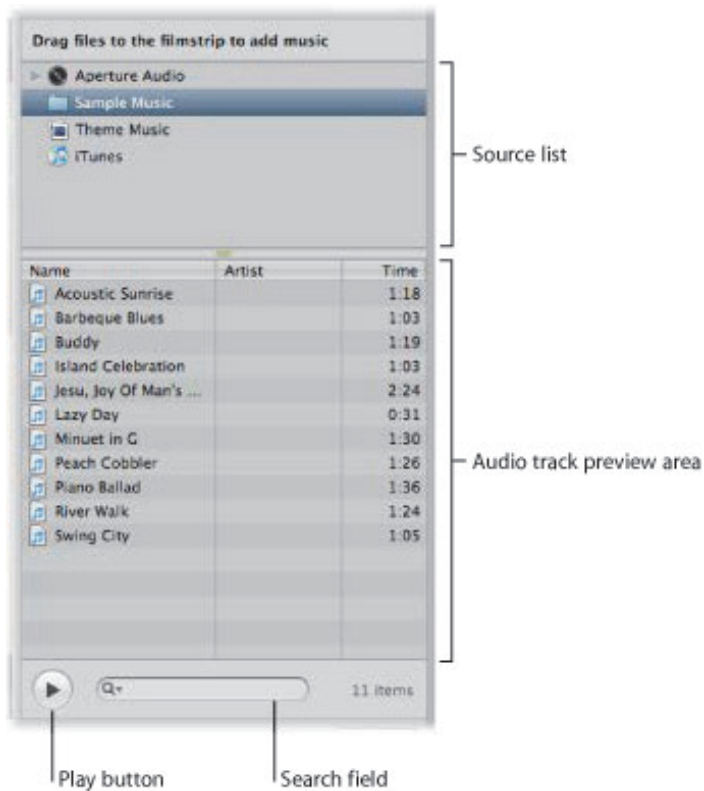 Drag files to the filmstrip to add music
Aperture Audio
Sample Music
Theme Music
iTunes
Source list
Name Artist Time
Acoustic Sunrise 1:18
Barbeque Blues 1:03
Buddy 1:19
Island Celebration 1:03
Jesu, Joy Of Man's ... 2:24
Lazy Day 0:31
Minuet in G 1:30
Peach Cobbler 1:26
Piano Ballad 1:36
River Walk 1:24
Swing City 1:05
Audio track preview area
11 items
Play button
Search field